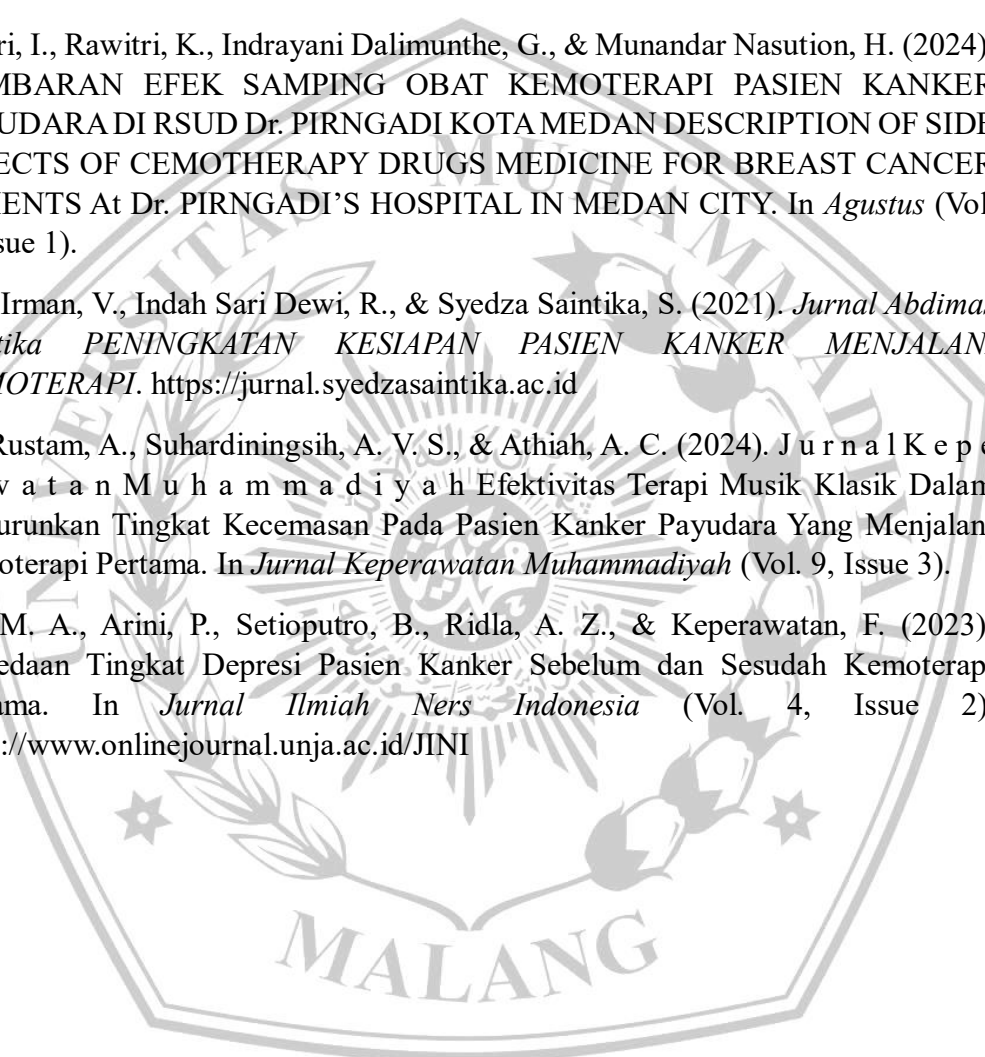 ri, I., Rawitri, K., Indrayani Dalimunthe, G., & Munandar Nasution, H. (2024)
MBARAN EFEK SAMPING OBAT KEMOTERAPI PASIEN KANKER
UDARA DI RSUD Dr. PIRNGADI KOTA MEDAN DESCRIPTION OF SIDE
ECTS OF CEMOTHERAPY DRUGS MEDICINE FOR BREAST CANCER
IENTS At Dr. PIRNGADI'S HOSPITAL IN MEDAN CITY. In Agustus (Vol.
sue 1).
Irman, V., Indah Sari Dewi, R., & Syedza Saintika, S. (2021). Jurnal Abdimas
tika PENINGKATAN KESIAPAN PASIEN KANKER MENJALAN
MOTERAPI. https://jurnal.syedzasaintika.ac.id
Rustam, A., Suhardiningsih, A. V. S., & Athiah, A. C. (2024). J u r n a l K e p e
w a t a n M u h a m m a d i y a h Efektivitas Terapi Musik Klasik Dalam
urunkan Tingkat Kecemasan Pada Pasien Kanker Payudara Yang Menjalan
oterapi Pertama. In Jurnal Keperawatan Muhammadiyah (Vol. 9, Issue 3).
M. A., Arini, P., Setioputro, B., Ridla, A. Z., & Keperawatan, F. (2023)
edaan Tingkat Depresi Pasien Kanker Sebelum dan Sesudah Kemoterap
ama. In Jurnal Ilmiah Ners Indonesia (Vol. 4, Issue 2)
://www.onlinejournal.unja.ac.id/JINI
UNIVERSITAS MUHAMMADIYAH
MALANG